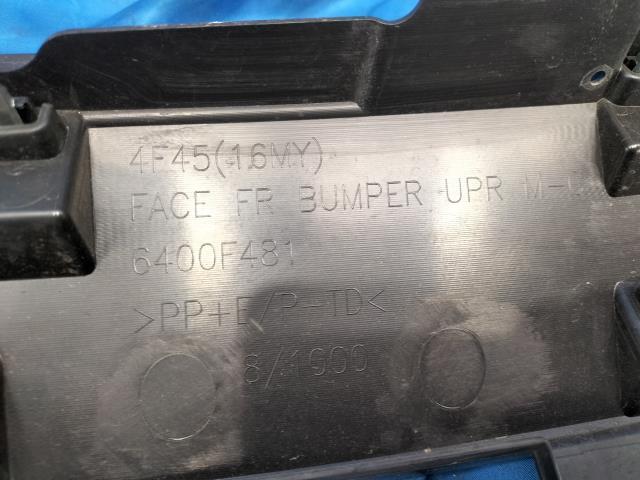 4F45(16MY)
FACE FR BUMPER UPR
6400F481
>PP+E/P-TD<
8/1900